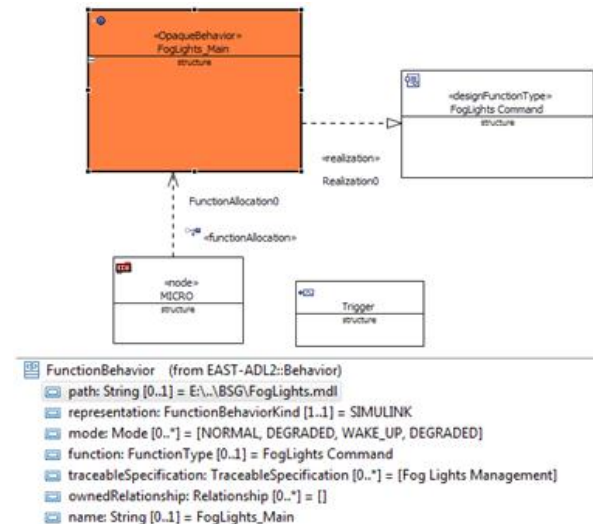 «OpaqueBehavior»
FogLights_Main
structure
«designFunctionType»
FogLights Command
structure
«realization»
Realization0
FunctionAllocation0
«functionAllocation»
«node»
MICRO
structure
Trigger
structure
FunctionBehavior (from EAST-ADL2::Behavior)
path: String [0..1] = E:\..\BSG\FogLights.mdl
representation: FunctionBehaviorKind [1..1] = SIMULINK
mode: Mode [0..*] = [NORMAL, DEGRADED, WAKE_UP, DEGRADED]
function: FunctionType [0..1] = FogLights Command
traceableSpecification: TraceableSpecification [0..*] = [Fog Lights Management]
ownedRelationship: Relationship [0..*] = []
name: String [0..1] = FogLights_Main